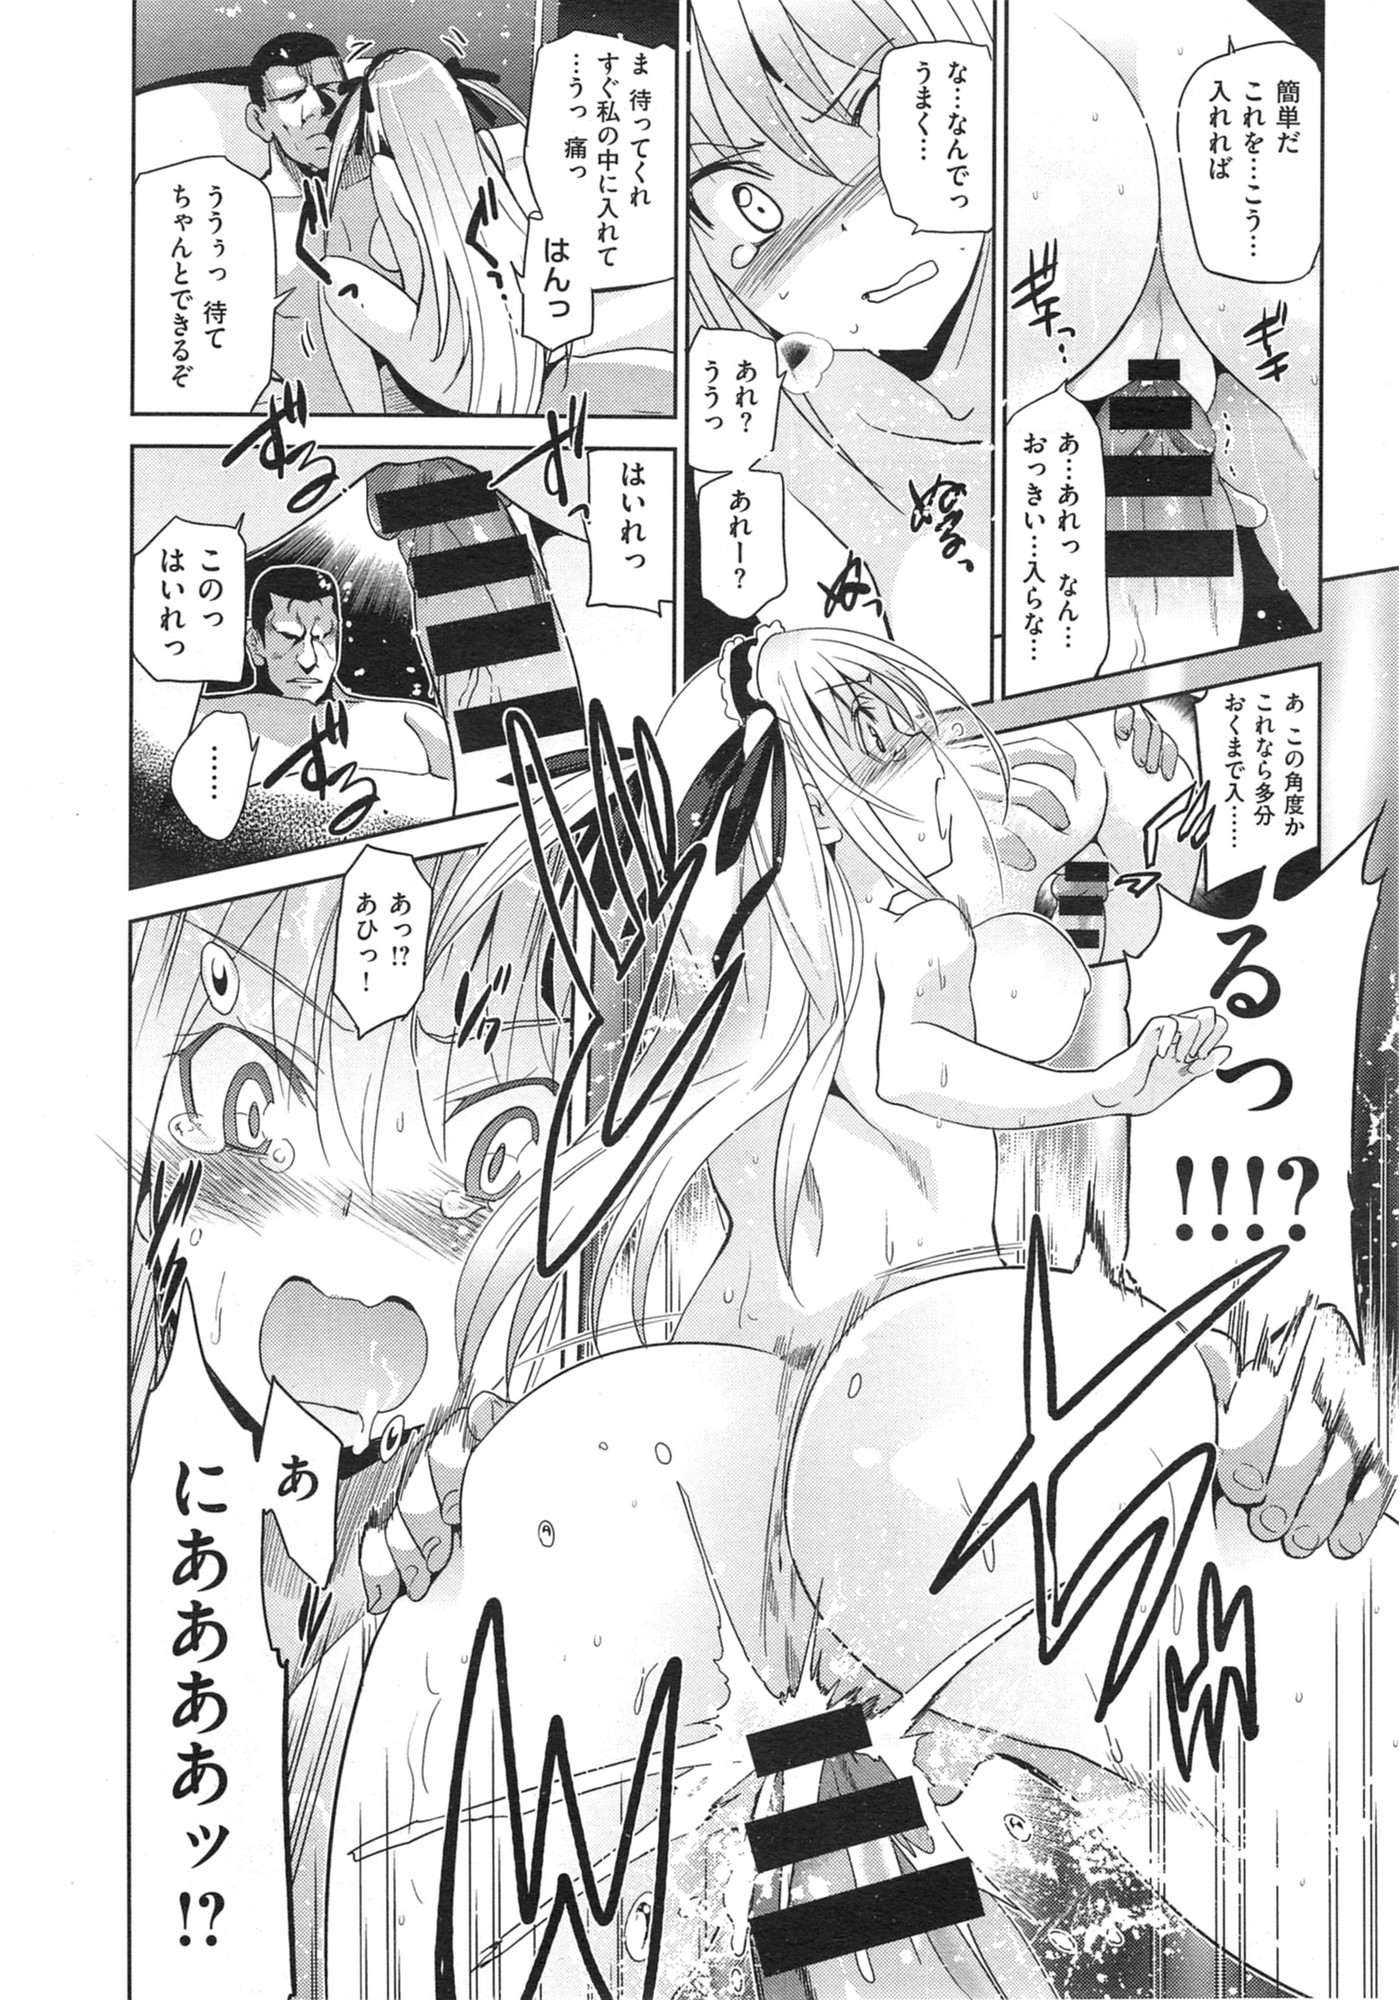 簡単だ
これを…こう…
入れれば
ギギ
あ…あれっ なん…
おっきい…入らな…
な…なんでっ
うまく…
あれ?
ううっ
あれー?
ま 待ってくれ
すぐ私の中に入れて
…うっ 痛っ
はんっ
ううぅっ 待て
ちゃんとできるぞ
はいれっ
ずる
このっ
はいれっ
……
あ この角度か
これなら多分
おくまで入……
るっ
!!!!?
あっ!?
あひっ!
あ
にああああッ!?